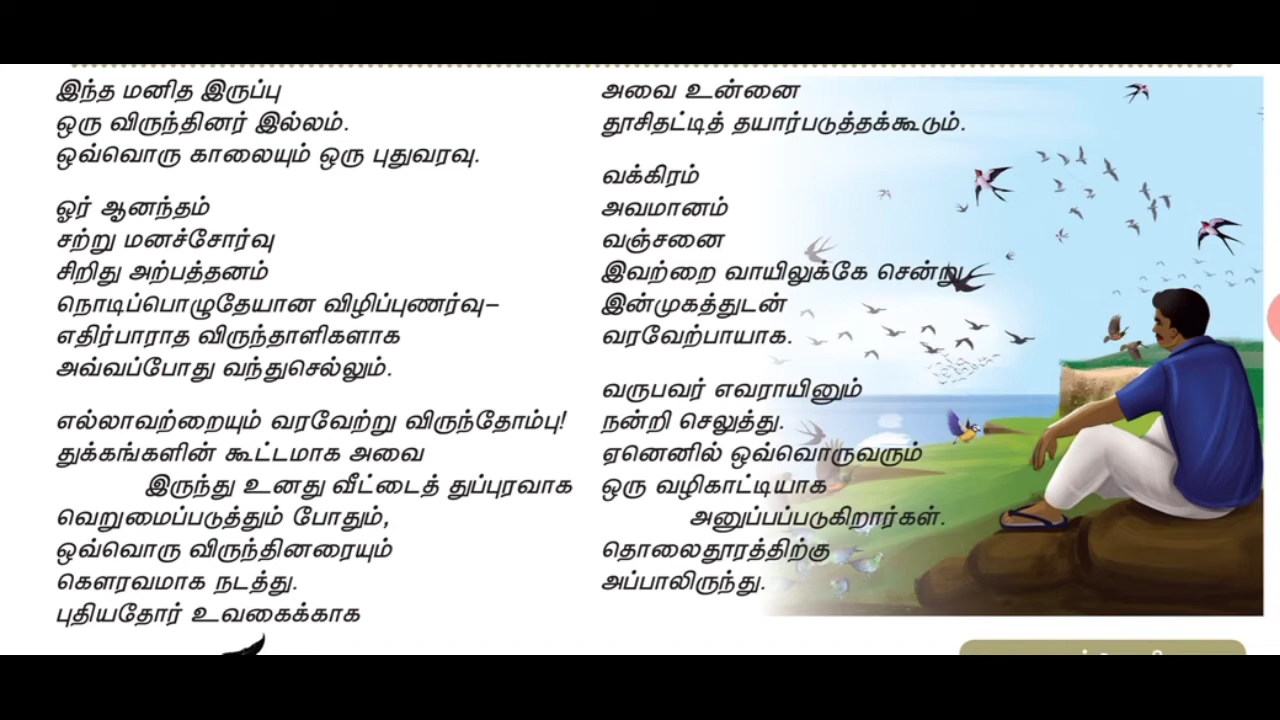 இந்த மனித இருப்பு
ஒரு விருந்தினர் இல்லம்.
ஒவ்வொரு காலையும் ஒரு புதுவரவு.
ஓர் ஆனந்தம்
சற்று மனச்சோர்வு
சிறிது அற்பத்தனம்
நொடிப்பொழுதேயான விழிப்புணர்வு–
எதிர்பாராத விருந்தாளிகளாக
அவ்வப்போது வந்துசெல்லும்.
எல்லாவற்றையும் வரவேற்று விருந்தோம்பு!
துக்கங்களின் கூட்டமாக அவை
இருந்து உனது வீட்டைத் துப்புரவாக
வெறுமைப்படுத்தும் போதும்,
ஒவ்வொரு விருந்தினரையும்
கௌரவமாக நடத்து.
புதியதோர் உவகைக்காக
அவை உன்னை
தூசிதட்டித் தயார்படுத்தக்கூடும்.
வக்கிரம்
அவமானம்
வஞ்சனை
இவற்றை வாயிலுக்கே சென்று
இன்முகத்துடன்
வரவேற்பாயாக.
வருபவர் எவராயினும்
நன்றி செலுத்து.
ஏனெனில் ஒவ்வொருவரும்
ஒரு வழிகாட்டியாக
அனுப்பப்படுகிறார்கள்.
தொலைதூரத்திற்கு
அப்பாலிருந்து.